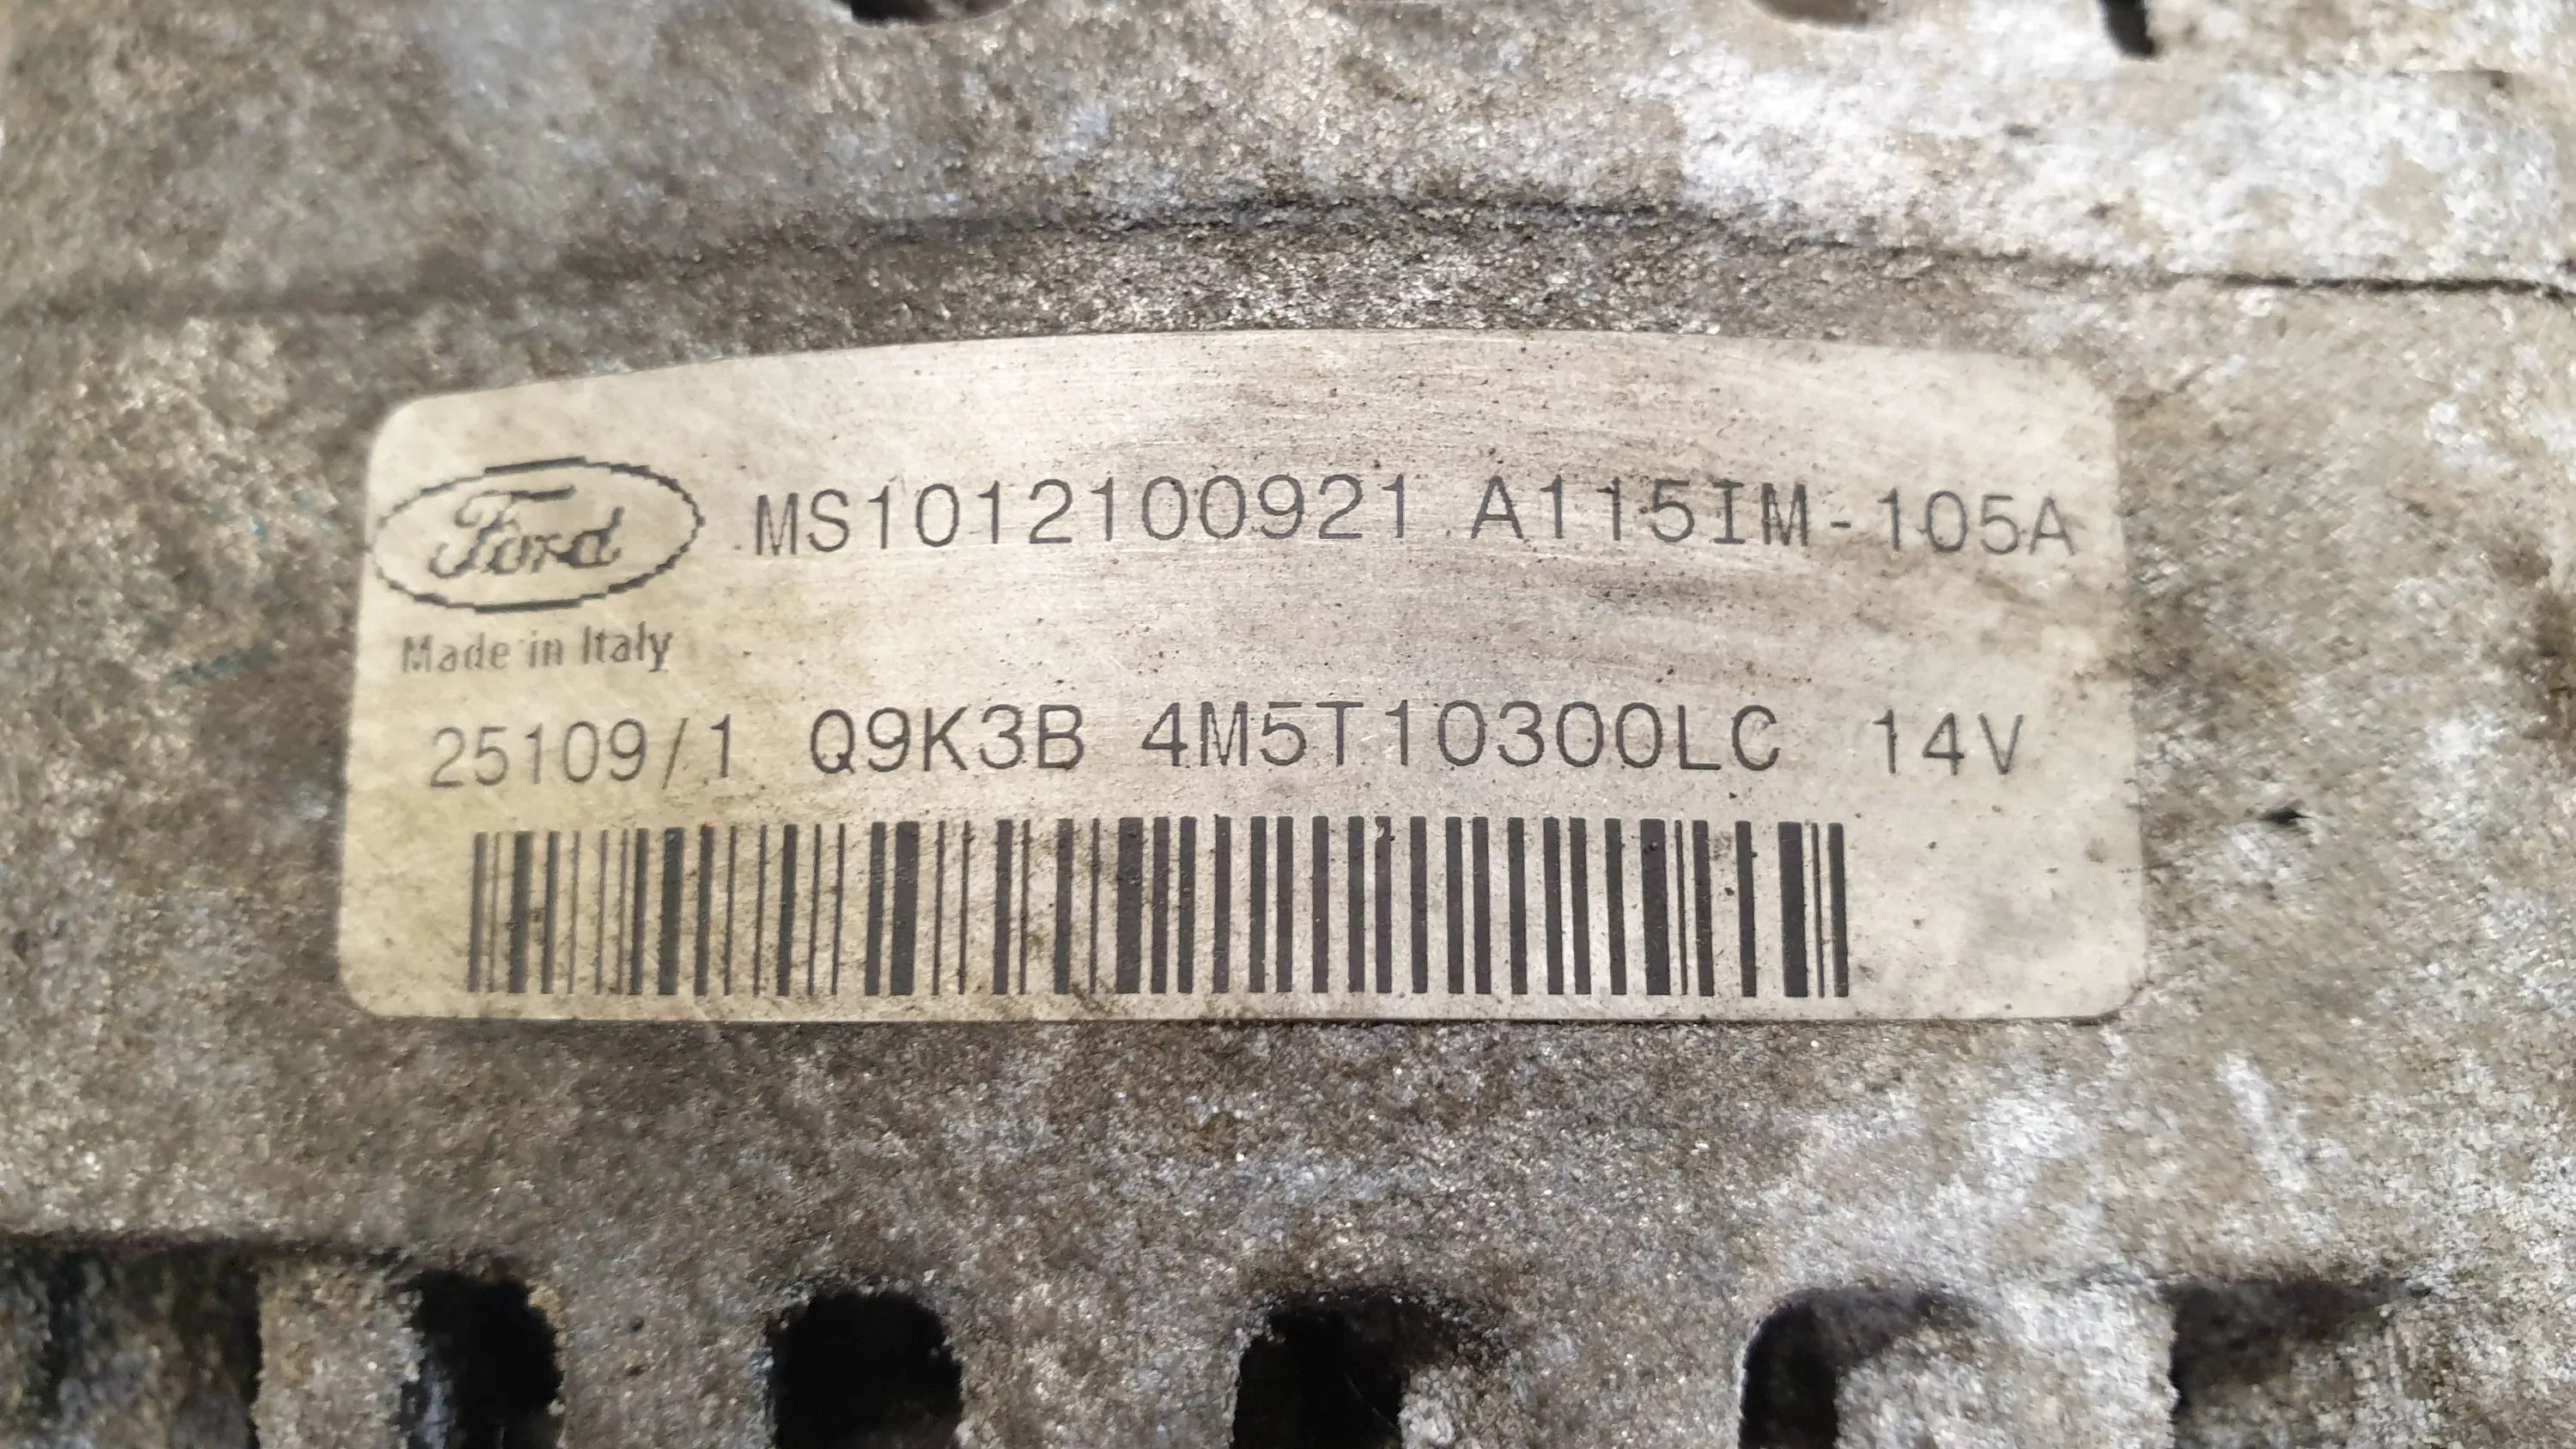 Ford MS1012100921 A115IM-105A
Made in Italy
25109/1 Q9K3B 4M5T10300LC 14V